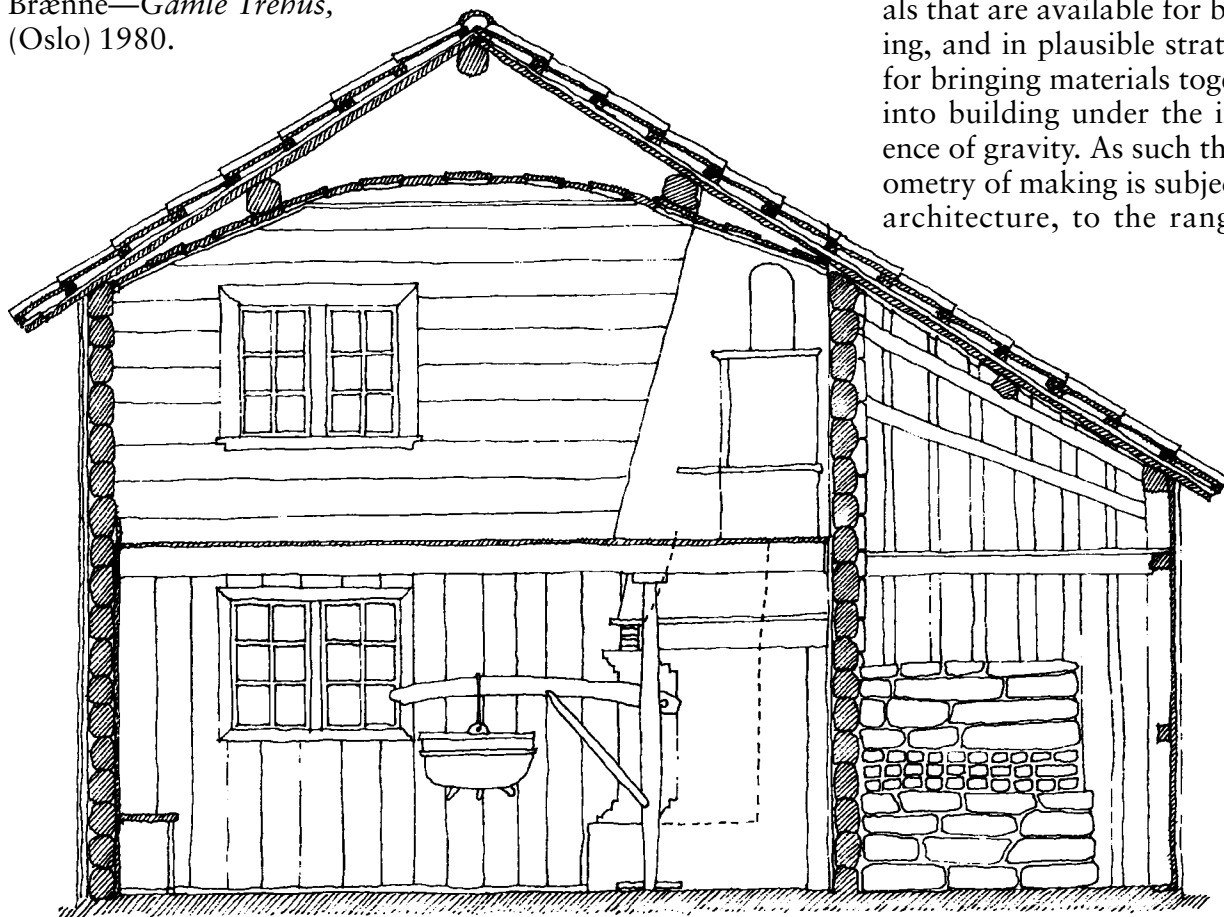 Brænne—Gamle Trehus,
(Oslo) 1980.
als that are available for b
ing, and in plausible strat
for bringing materials toge
into building under the i
ence of gravity. As such th
ometry of making is subje
architecture, to the rang